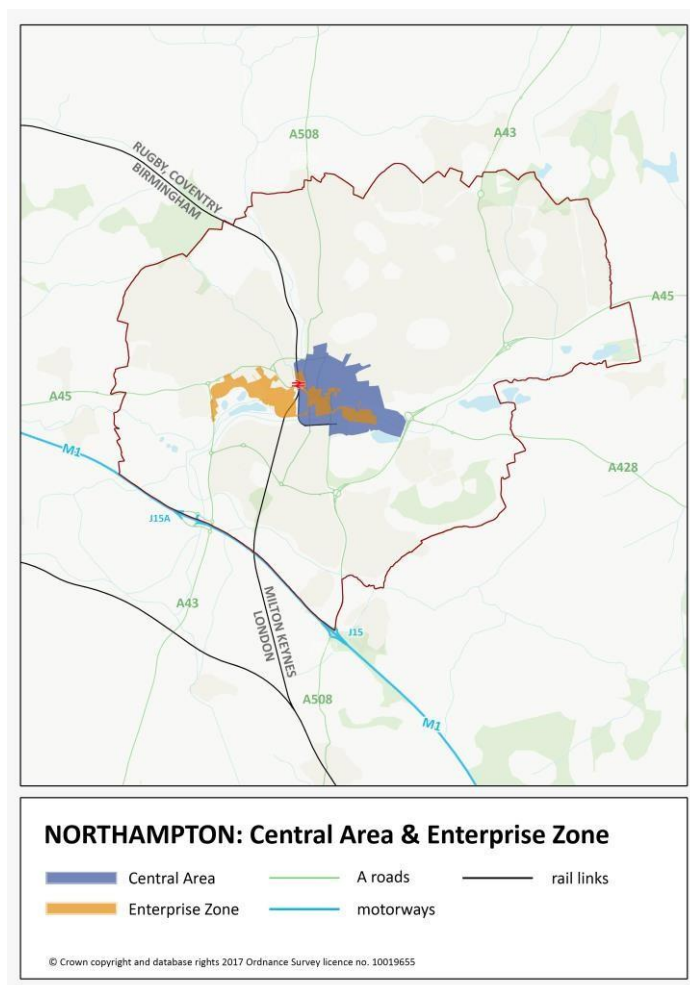 A508
A43
RUGBY, COVENTRY
BIRMINGHAM
A45
A45
M1
A428
J15A
A43
MILTON KEYNES
LONDON
J15
A508
M1
NORTHAMPTON: Central Area & Enterprise Zone
Central Area
A roads
rail links
Enterprise Zone
motorways
© Crown copyright and database rights 2017 Ordnance Survey licence no. 10019655